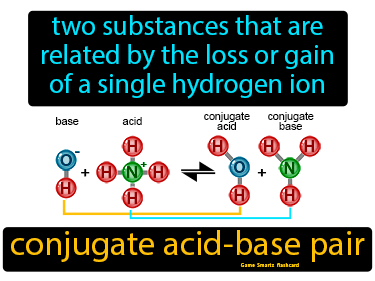 two substances that are
related by the loss or gain
of a single hydrogen ion
base acid conjugate acid conjugate base
O - H + H H N + H H ⇌ H O H + H H N H
conjugate acid-base pair
Game Smartz flashcard